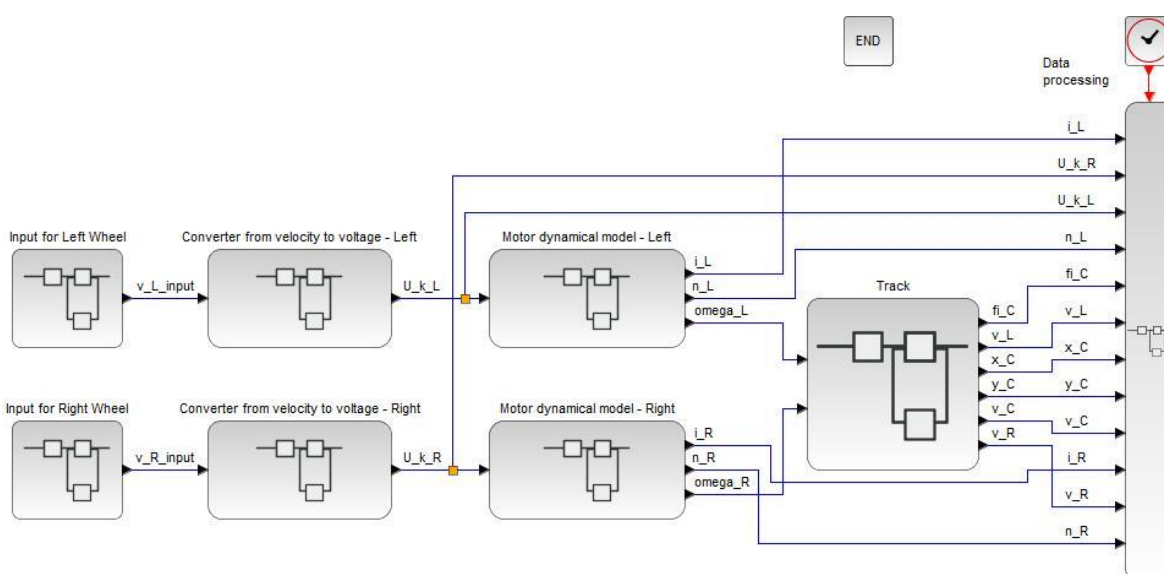 END
Data
processing
i_L
U_k_R
U_k_L
Input for Left Wheel
Converter from velocity to voltage - Left
Motor dynamical model - Left
n_L
v_L_input
U_k_L
i_L
n_L
omega_L
Track
fi_C
fi_C
v_L
v_L
x_C
x_C
y_C
y_C
v_C
v_C
v_R
Input for Right Wheel
Converter from velocity to voltage - Right
Motor dynamical model - Right
v_R_input
U_k_R
i_R
n_R
omega_R
i_R
v_R
n_R